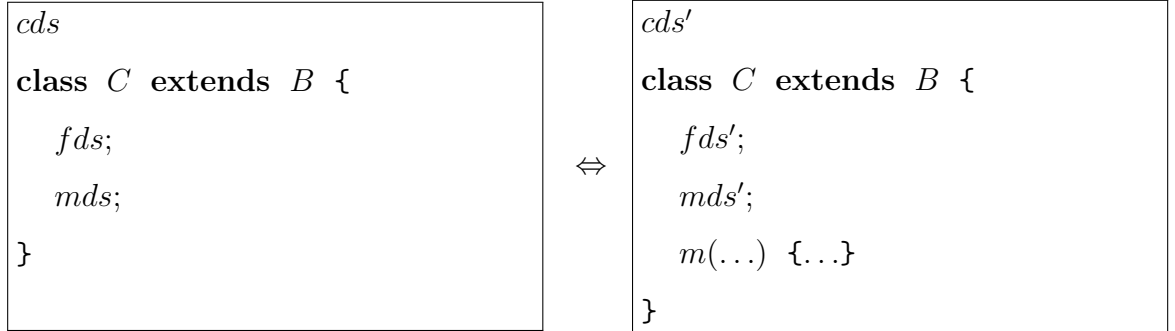 cds
class C extends B {
fds;
mds;
}
⇔
cds′
class C extends B {
fds′;
mds′;
m(...) {...}
}